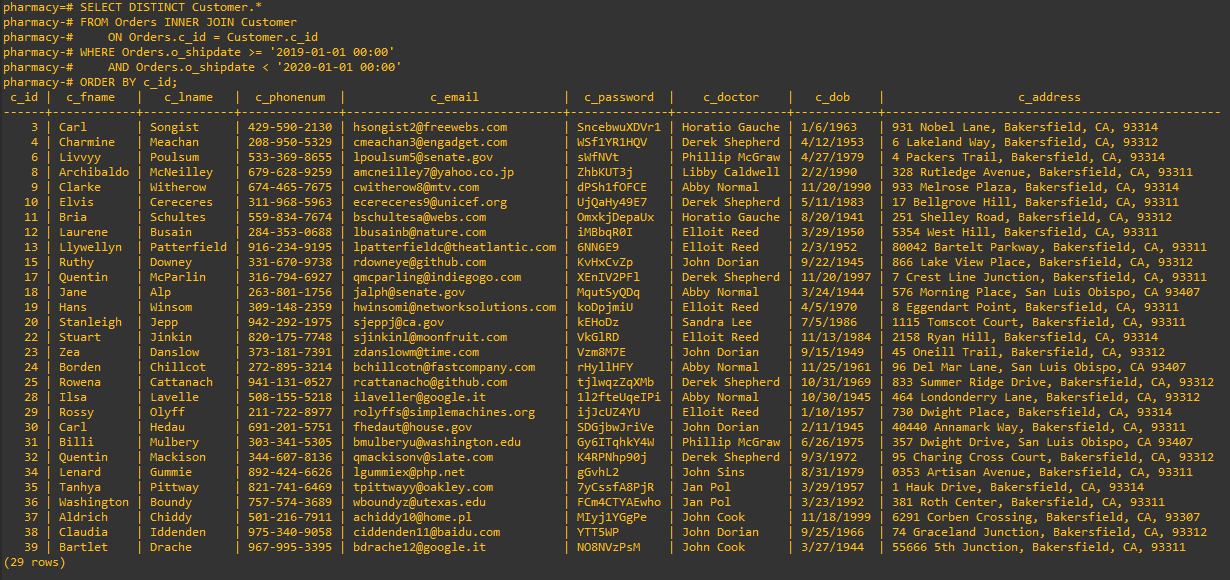 pharmacy=# SELECT DISTINCT Customer.*
pharmacy-# FROM Orders INNER JOIN Customer
pharmacy-#     ON Orders.c_id = Customer.c_id
pharmacy-# WHERE Orders.o_shipdate >= '2019-01-01 00:00'
pharmacy-#     AND Orders.o_shipdate < '2020-01-01 00:00'
pharmacy-# ORDER BY c_id;
c_id | c_fname | c_lname | c_phonenum | c_email | c_password | c_doctor | c_dob | c_address
3 | Carl | Songist | 429-590-2130 | hsongist2@freewebs.com | SncebwuXDVr1 | Horatio Gauche | 1/6/1963 | 931 Nobel Lane, Bakersfield, CA, 93314
4 | Charmine | Meachan | 208-950-5329 | cmeachan3@engadget.com | WSf1YR1HQV | Derek Shepherd | 4/12/1953 | 6 Lakeland Way, Bakersfield, CA, 93312
6 | Livvyy | Poulsum | 533-369-8655 | lpoulsum5@senate.gov | sWfNVt | Phillip McGraw | 4/27/1979 | 4 Packers Trail, Bakersfield, CA, 93314
8 | Archibaldo | McNeilley | 679-628-9259 | amcneilley7@yahoo.co.jp | ZhbKUT3j | Libby Caldwell | 2/2/1990 | 328 Rutledge Avenue, Bakersfield, CA, 93311
9 | Clarke | Witherow | 674-465-7675 | cwitherow8@mtv.com | dPSh1fOFCE | Abby Normal | 11/20/1990 | 933 Melrose Plaza, Bakersfield, CA, 93314
10 | Elvis | Cereceres | 311-968-5963 | ecereceres9@unicef.org | UjQaHy49E7 | Derek Shepherd | 5/11/1983 | 17 Bellgrove Hill, Bakersfield, CA, 93311
11 | Bria | Schultes | 559-834-7674 | bschultesa@webs.com | OmxkjDepaUx | Horatio Gauche | 8/20/1941 | 251 Shelley Road, Bakersfield, CA, 93312
12 | Laurene | Busain | 284-353-0688 | lbusainb@nature.com | iMBbqR0I | Elloit Reed | 3/29/1950 | 5354 West Hill, Bakersfield, CA, 93311
13 | Llywellyn | Patterfield | 916-234-9195 | lpatterfieldc@theatlantic.com | 6NN6E9 | Elloit Reed | 2/3/1952 | 80042 Bartelt Parkway, Bakersfield, CA, 93311
15 | Ruthy | Downey | 331-670-9738 | rdowneye@github.com | KvHxCvZp | John Dorian | 9/22/1945 | 866 Lake View Place, Bakersfield, CA, 93312
17 | Quentin | McParlin | 316-794-6927 | qmcparling@indiegogo.com | XEnIV2PFl | Derek Shepherd | 11/20/1997 | 7 Crest Line Junction, Bakersfield, CA, 93311
18 | Jane | Alp | 263-801-1756 | jalph@senate.gov | MqutSyQDq | Abby Normal | 3/24/1944 | 576 Morning Place, San Luis Obispo, CA 93407
19 | Hans | Winsom | 309-148-2359 | hwinsomi@networksolutions.com | koDpjmiU | Elloit Reed | 4/5/1970 | 8 Eggendart Point, Bakersfield, CA, 93311
20 | Stanleigh | Jepp | 942-292-1975 | sjeppj@ca.gov | kEHoDz | Sandra Lee | 7/5/1986 | 1115 Tomscot Court, Bakersfield, CA, 93311
22 | Stuart | Jinkin | 820-175-7748 | sjinkinl@moonfruit.com | VkGlRD | Elloit Reed | 11/13/1984 | 2158 Ryan Hill, Bakersfield, CA, 93314
23 | Zea | Danslow | 373-181-7391 | zdanslowm@time.com | Vzm8M7E | John Dorian | 9/15/1949 | 45 Oneill Trail, Bakersfield, CA, 93312
24 | Borden | Chillcot | 272-895-3214 | bchillcotn@fastcompany.com | rHyllHFY | Abby Normal | 11/25/1961 | 96 Del Mar Lane, San Luis Obispo, CA 93407
25 | Rowena | Cattanach | 941-131-0527 | rcattanacho@github.com | tjlwqzZqXMb | Derek Shepherd | 10/31/1969 | 833 Summer Ridge Drive, Bakersfield, CA, 93312
28 | Ilsa | Lavelle | 508-155-5218 | ilaveller@google.it | 1l2fteUqeIPi | Abby Normal | 10/30/1945 | 464 Londonderry Lane, Bakersfield, CA, 93312
29 | Rossy | Olyff | 211-722-8977 | rolyffs@simplemachines.org | ijJcUZ4YU | Elloit Reed | 1/10/1957 | 730 Dwight Place, Bakersfield, CA, 93314
30 | Carl | Hedau | 691-201-5751 | fhedaut@house.gov | SDGjbwJriVe | John Dorian | 2/11/1945 | 40440 Annamark Way, Bakersfield, CA, 93311
31 | Billi | Mulbery | 303-341-5305 | bmulberyu@washington.edu | Gy6ITqhkY4W | Phillip McGraw | 6/26/1975 | 357 Dwight Drive, San Luis Obispo, CA 93407
32 | Quentin | Mackison | 344-607-8136 | qmackisonv@slate.com | K4RPNhp90j | Derek Shepherd | 9/3/1972 | 95 Charing Cross Court, Bakersfield, CA, 93312
34 | Lenard | Gummie | 892-424-6626 | lgummiex@php.net | gGvhL2 | John Sins | 8/31/1979 | 0353 Artisan Avenue, Bakersfield, CA, 93311
35 | Tanhya | Pittway | 821-741-6469 | tpittwayy@oakley.com | 7yCssfA8PjR | Jan Pol | 3/29/1957 | 1 Hauk Drive, Bakersfield, CA, 93314
36 | Washington | Boundy | 757-574-3689 | wboundyz@utexas.edu | FCm4CTYAEwho | Jan Pol | 3/23/1992 | 381 Roth Center, Bakersfield, CA, 93311
37 | Aldrich | Chiddy | 501-216-7911 | achiddy10@home.pl | MIyj1YGgPe | John Cook | 11/18/1999 | 6291 Corben Crossing, Bakersfield, CA, 93307
38 | Claudia | Iddenden | 975-340-9058 | ciddenden11@baidu.com | YTT5WP | John Dorian | 9/25/1966 | 74 Graceland Junction, Bakersfield, CA, 93312
39 | Bartlet | Drache | 967-995-3395 | bdrache12@google.it | NO8NVzPsM | John Cook | 3/27/1944 | 55666 5th Junction, Bakersfield, CA, 93311
(29 rows)